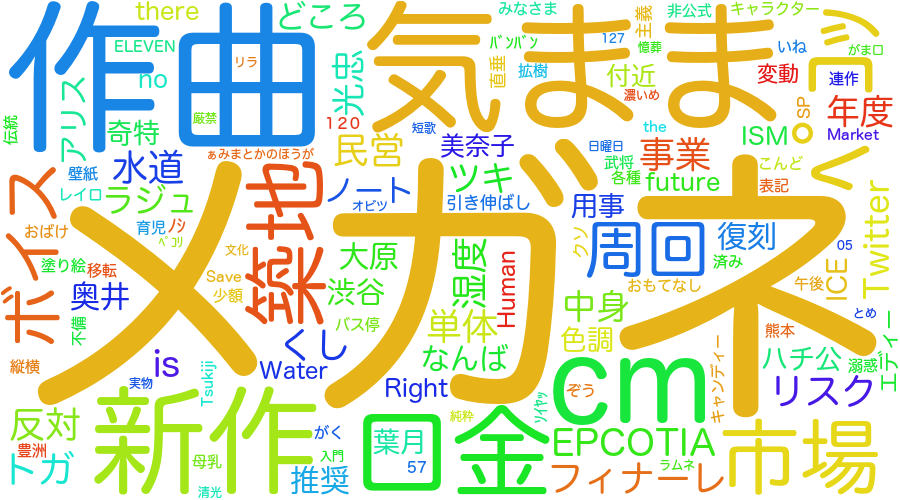 作曲
気まま
メガネ
there
どころ
みなさま
主義
非公式
キャラクター
ELEVEN
no
リラ
光忠
ﾊﾞﾝﾊﾞﾝ
直垂
127
憶葬
いね
がま口
拡樹
付近
変動
連作
伝統
アリス
奇特
厳禁
120
短歌
濃いめ
SP
年度
ISM
Market
the
壁紙
水道
ぁみまとかのほうが
民営
美奈子
日曜日
武将
各種
事業
こんど
表記
レイロ
ラジュ
築地
ノート
オビツ
ツキ
引き伸ばし
future
用事
ボイス
おばけ
育児
ﾉｼ
ﾍﾟｺﾘ
文化
クソ
周回
復刻
済み
05
Twitter
塗り絵
移転
奥井
Save
少額
大原
渋谷
湿度
Human
おもてなし
午後
ICE
とめ
不備
バス停
くし
単体
なんば
中身
色調
熊本
ハチ公
溺惑
エディー
縦横
is
実物
Tsukiji
Water
Right
cm
ぞう
キャンディー
リスク
反対
新作
がく
葉月
純粋
ｿｲﾔｯ
金
EPCOTIA
市場
豊洲
トガ
母乳
清光
入門
推奨
57
フィナーレ
ラムネ